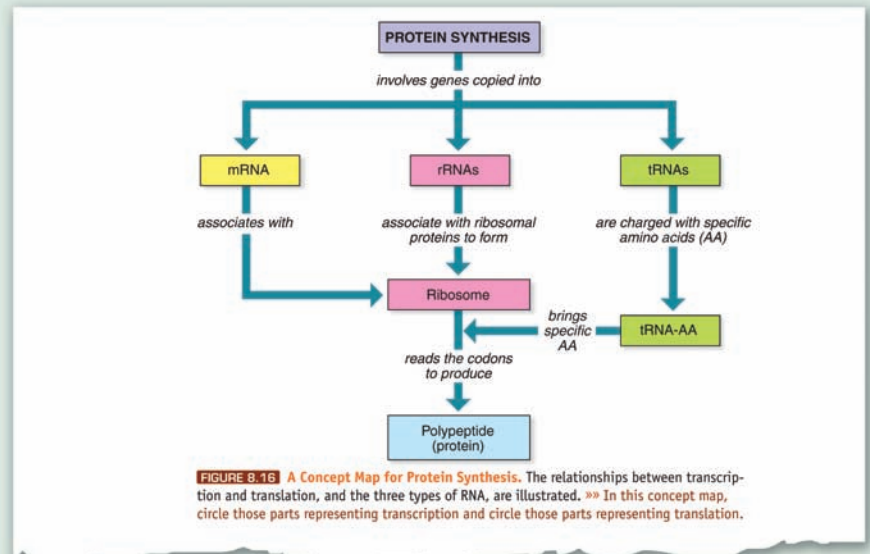 PROTEIN SYNTHESIS
involves genes copied into
mRNA
rRNAs
tRNAs
associates with
associate with ribosomal
proteins to form
are charged with specific
amino acids (AA)
Ribosome
brings
specific
AA
tRNA-AA
reads the codons
to produce
Polypeptide
(protein)
FIGURE 8.16 A Concept Map for Protein Synthesis. The relationships between transcrip-
tion and translation, and the three types of RNA, are illustrated. »» In this concept map,
circle those parts representing transcription and circle those parts representing translation.